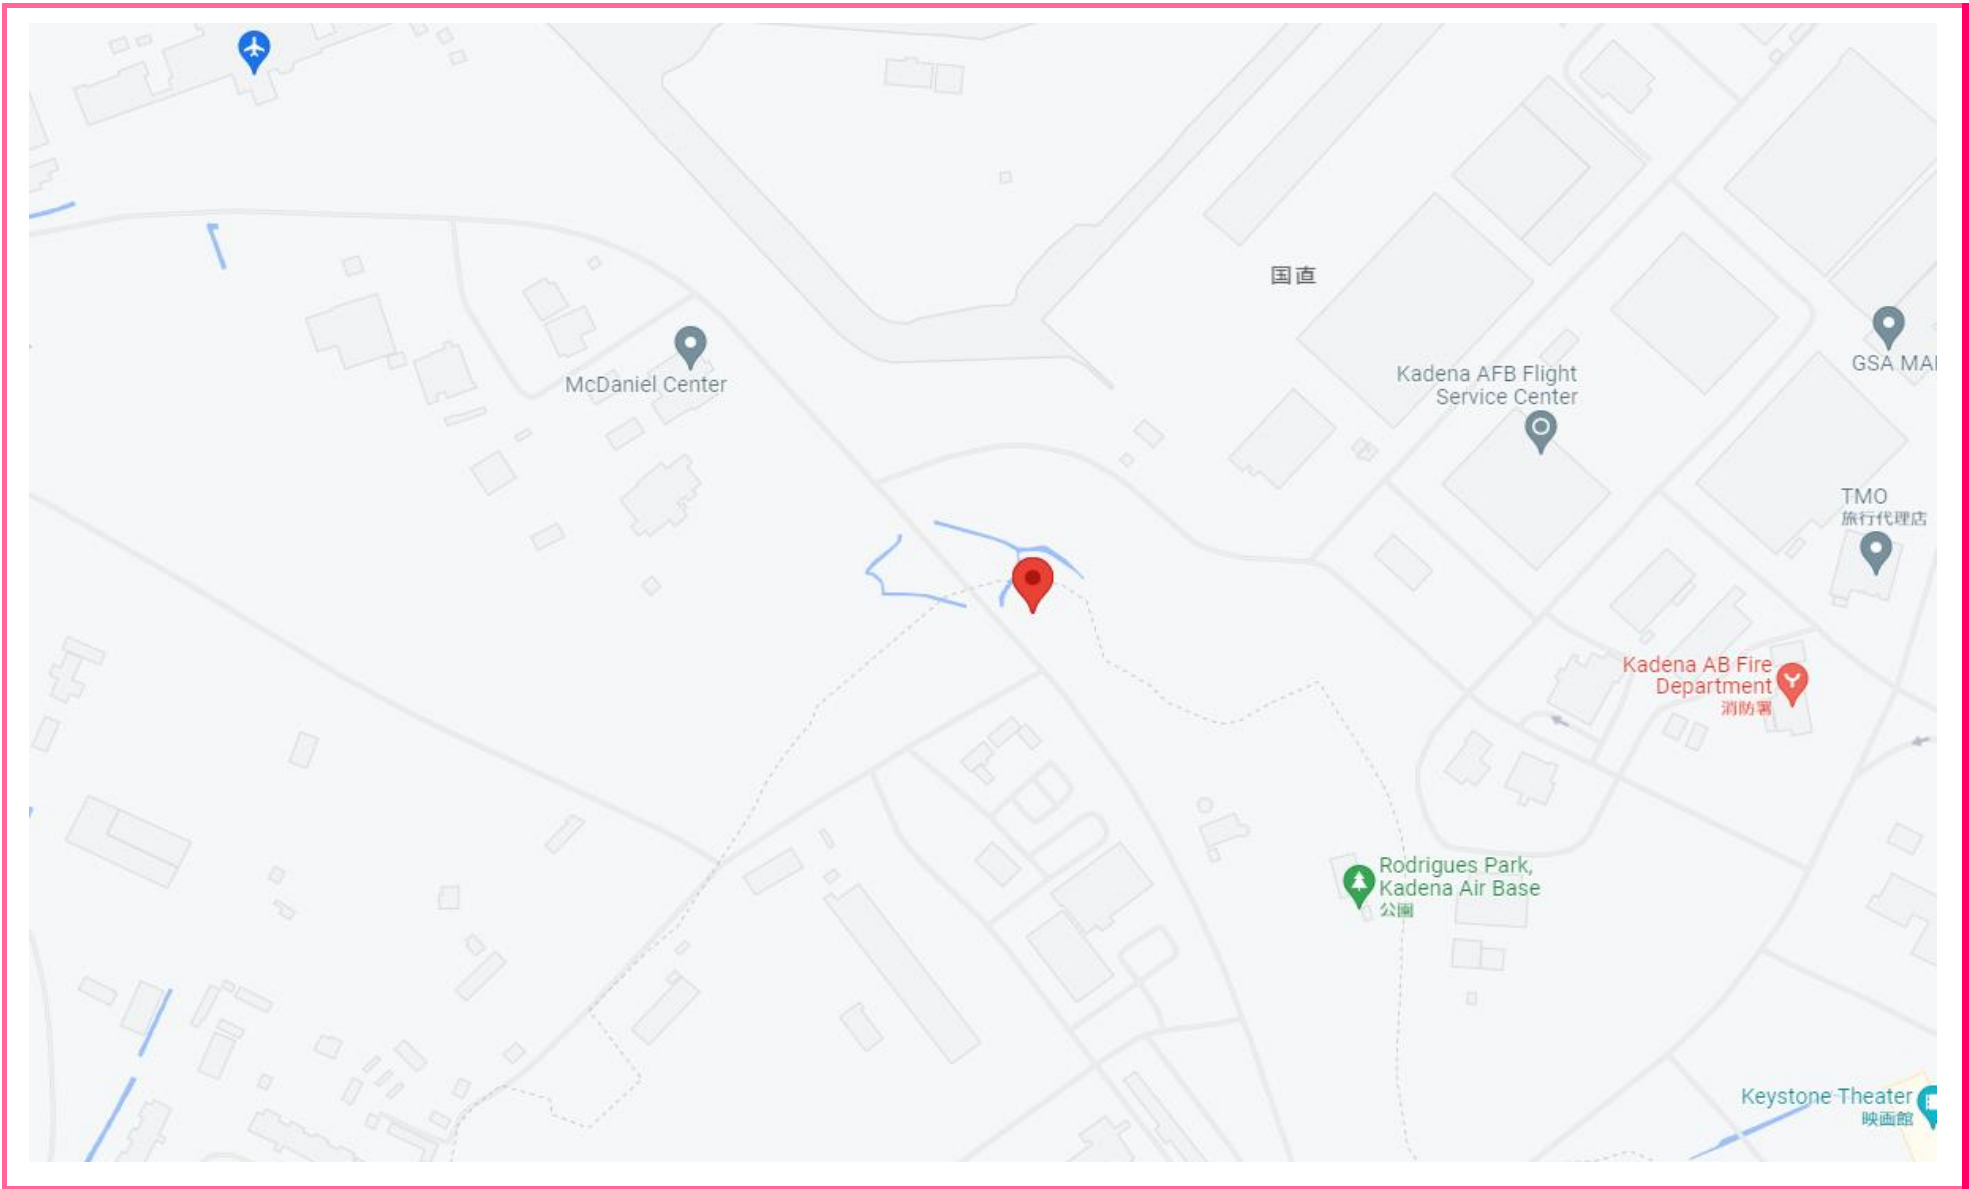 国直
McDaniel Center
Kadena AFB Flight
Service Center
GSA MA
TMO
旅行代理店
Kadena AB Fire
Department
消防署
Rodrigues Park,
Kadena Air Base
公園
Keystone Theater
映画館